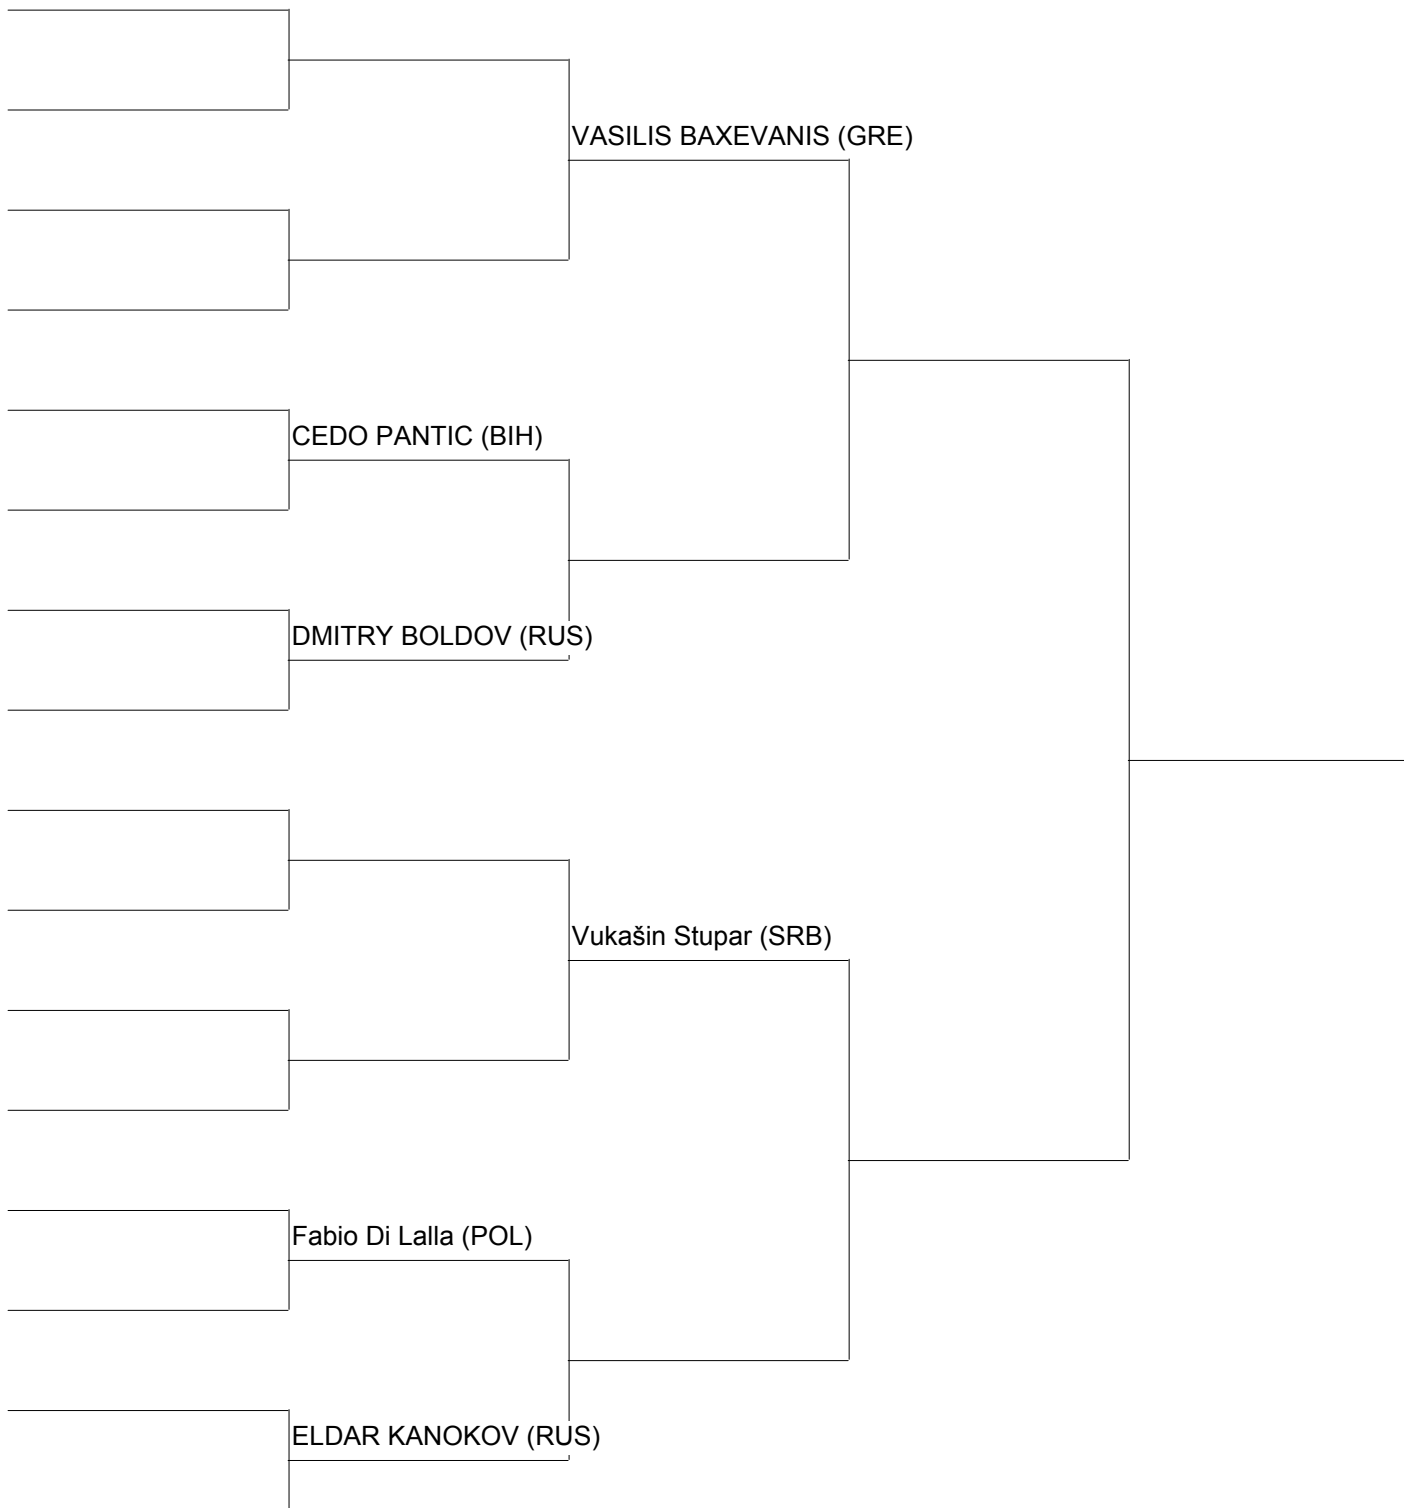 VASILIS BAXEVANIS (GRE)
CEDO PANTIC (BIH)
DMITRY BOLDOV (RUS)
Vukašin Stupar (SRB)
Fabio Di Lalla (POL)
ELDAR KANOKOV (RUS)